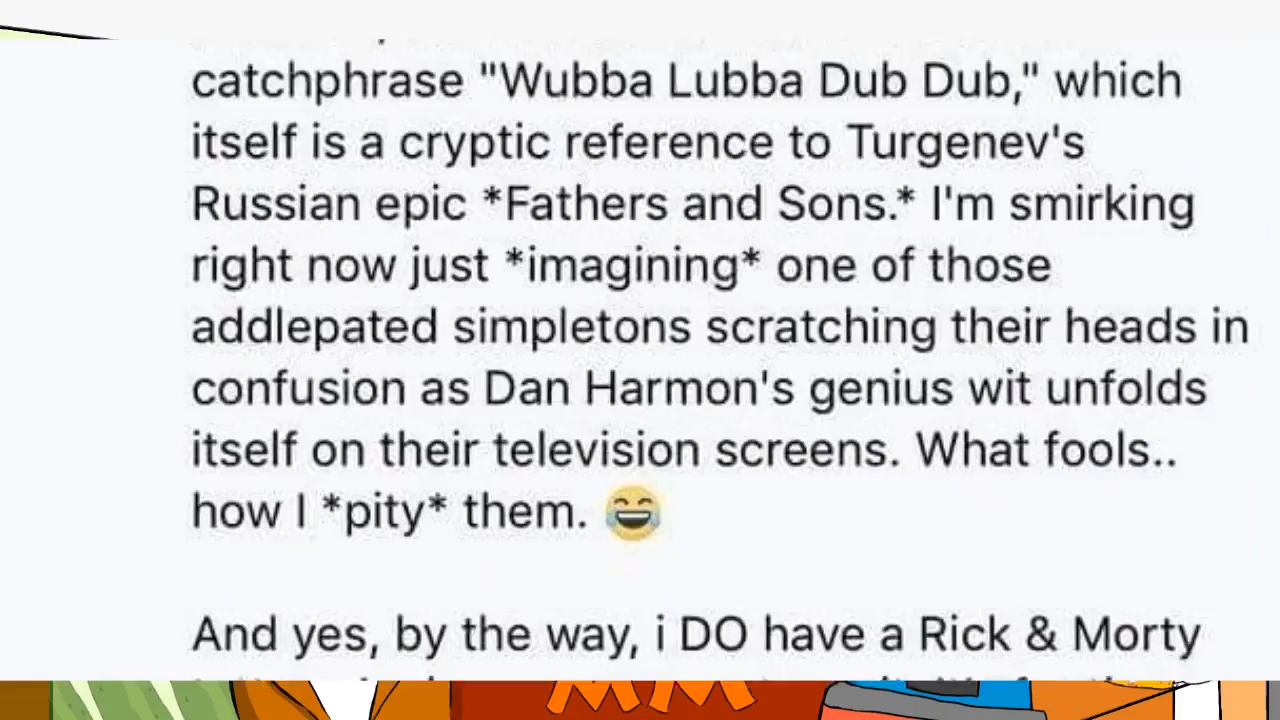 catchphrase "Wubba Lubba Dub Dub," which
itself is a cryptic reference to Turgenev's
Russian epic *Fathers and Sons.* I'm smirking
right now just *imagining* one of those
addlepated simpletons scratching their heads in
confusion as Dan Harmon's genius wit unfolds
itself on their television screens. What fools..
how I *pity* them. 😂
And yes, by the way, i DO have a Rick & Morty